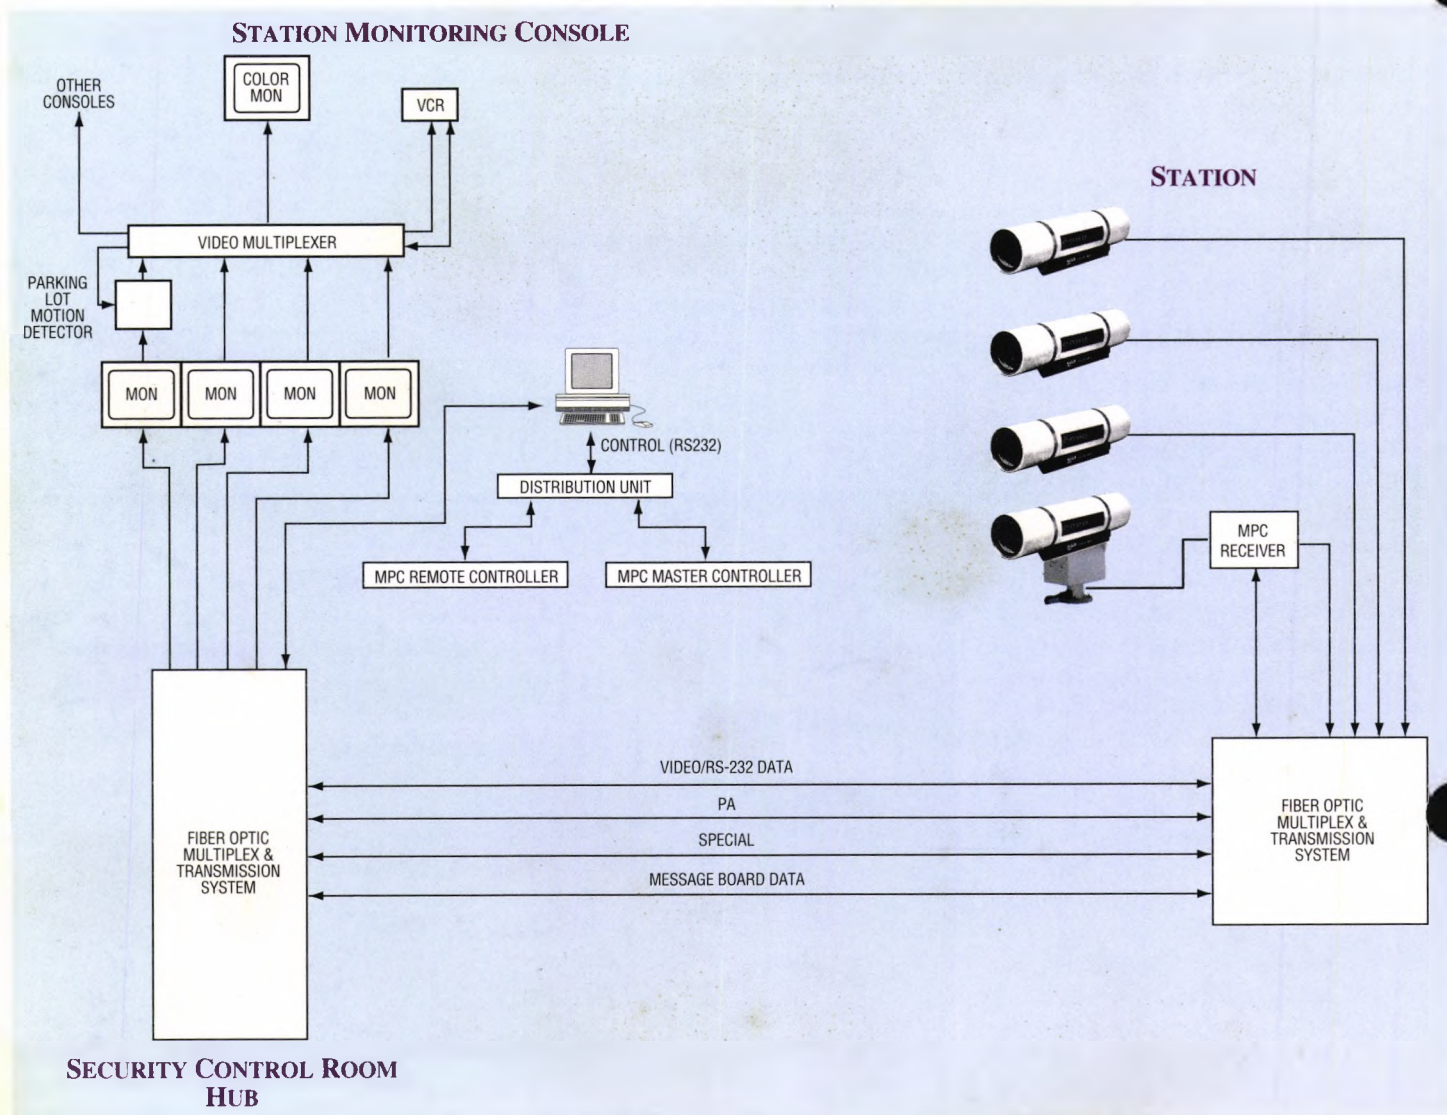 STATION MONITORING CONSOLE
OTHER
CONSOLES
COLOR
MON
VCR
STATION
VIDEO MULTIPLEXER
PARKING
LOT
MOTION
DETECTOR
MON
MON
MON
MON
CONTROL (RS232)
DISTRIBUTION UNIT
MPC REMOTE CONTROLLER
MPC MASTER CONTROLLER
MPC
RECEIVER
VIDEO/RS-232 DATA
PA
SPECIAL
MESSAGE BOARD DATA
FIBER OPTIC
MULTIPLEX &
TRANSMISSION
SYSTEM
FIBER OPTIC
MULTIPLEX &
TRANSMISSION
SYSTEM
SECURITY CONTROL ROOM
HUB